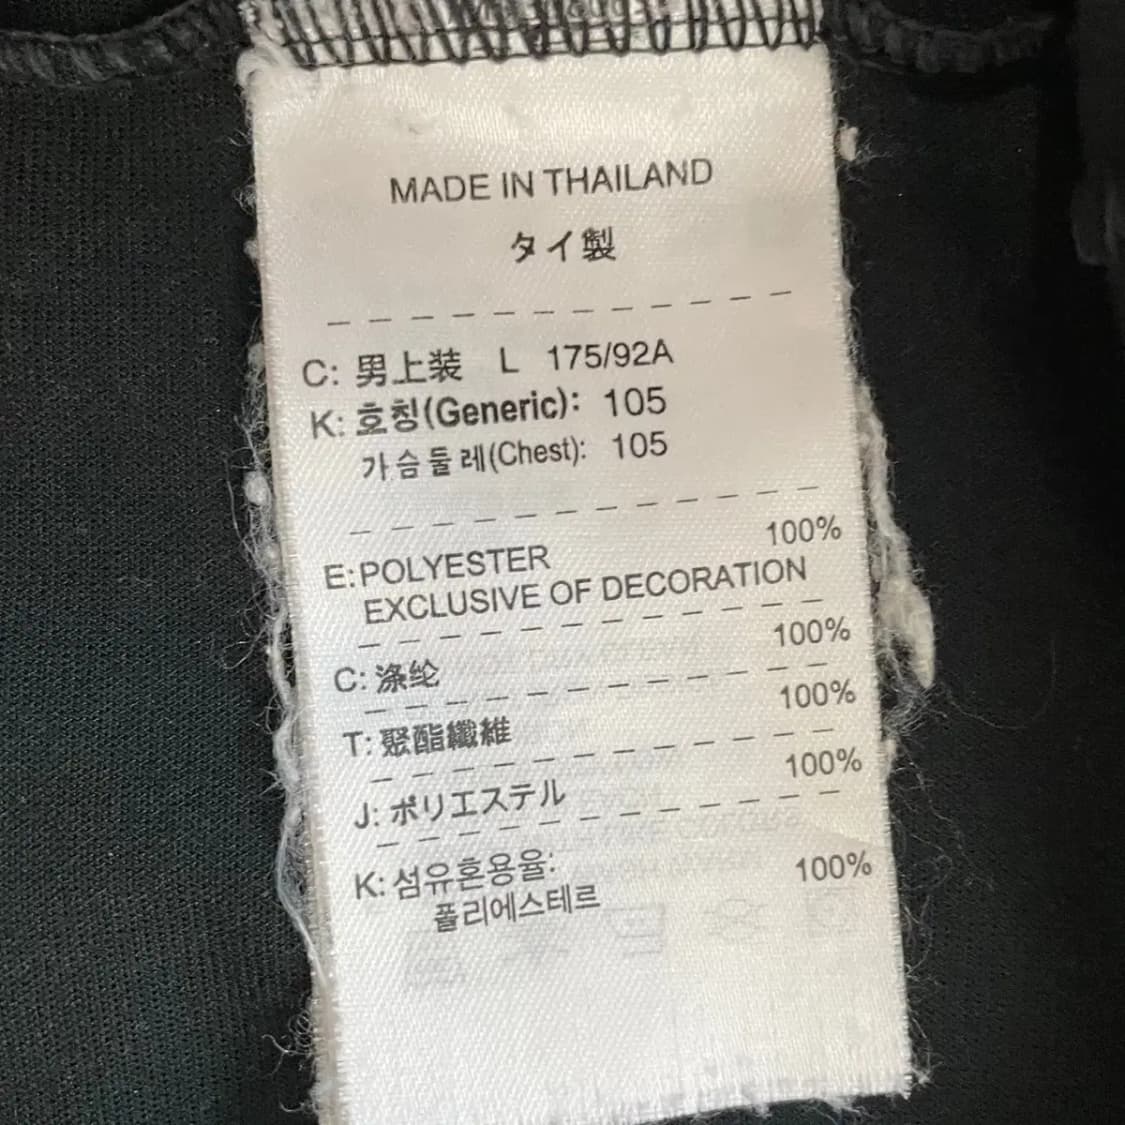 MADE IN THAILAND
タイ製
C: 男上装 L 175/92A
K: 호칭(Generic): 105
가슴둘레(Chest): 105
E: POLYESTER 100%
EXCLUSIVE OF DECORATION
C: 涤纶 100%
T: 聚酯纖維 100%
J: ポリエステル 100%
K: 섬유혼용율: 100%
폴리에스테르